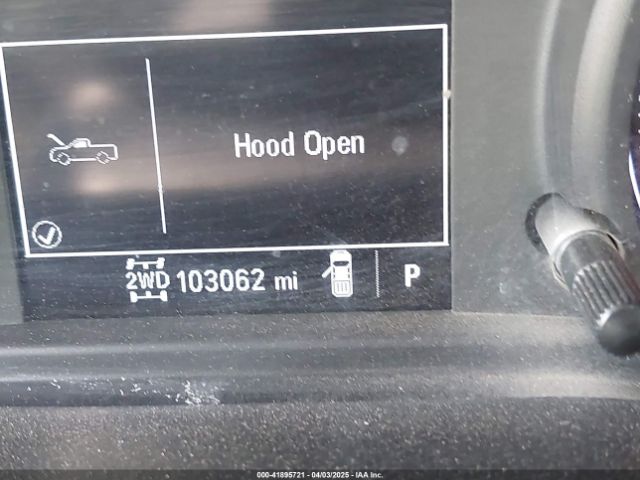 Hood Open
2WD 103062 mi P
000-41895721 - 04/03/2025 - IAA Inc.